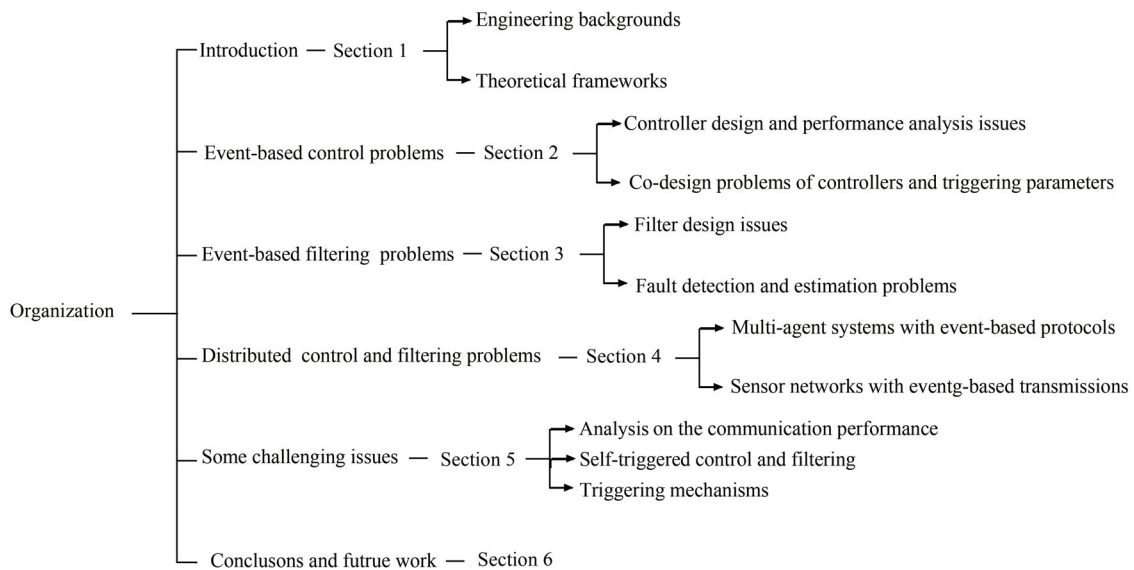 Organization
Introduction — Section 1
Engineering backgrounds
Theoretical frameworks
Event-based control problems — Section 2
Controller design and performance analysis issues
Co-design problems of controllers and triggering parameters
Event-based filtering problems — Section 3
Filter design issues
Fault detection and estimation problems
Distributed control and filtering problems — Section 4
Multi-agent systems with event-based protocols
Sensor networks with eventg-based transmissions
Some challenging issues — Section 5
Analysis on the communication performance
Self-triggered control and filtering
Triggering mechanisms
Conclusons and futrue work — Section 6